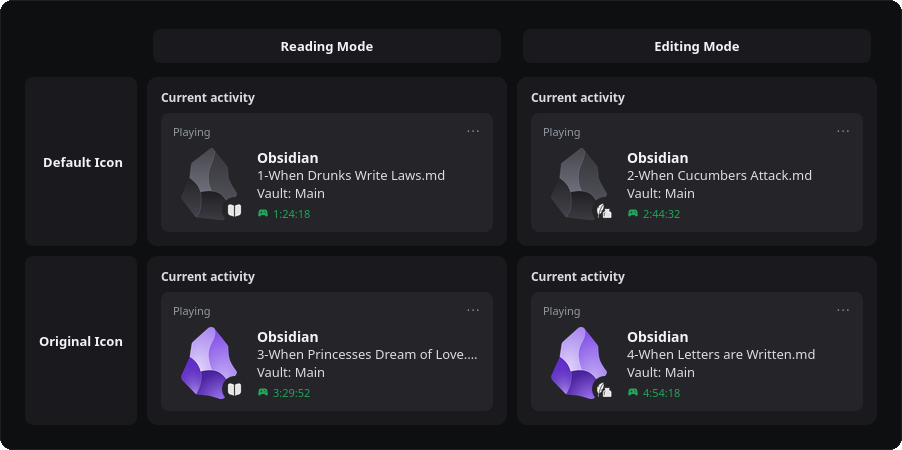 Reading Mode
Editing Mode
Default Icon
Current activity
Playing
...
Obsidian
1-When Drunks Write Laws.md
Vault: Main
1:24:18
Current activity
Playing
...
Obsidian
2-When Cucumbers Attack.md
Vault: Main
2:44:32
Original Icon
Current activity
Playing
...
Obsidian
3-When Princesses Dream of Love....
Vault: Main
3:29:52
Current activity
Playing
...
Obsidian
4-When Letters are Written.md
Vault: Main
4:54:18